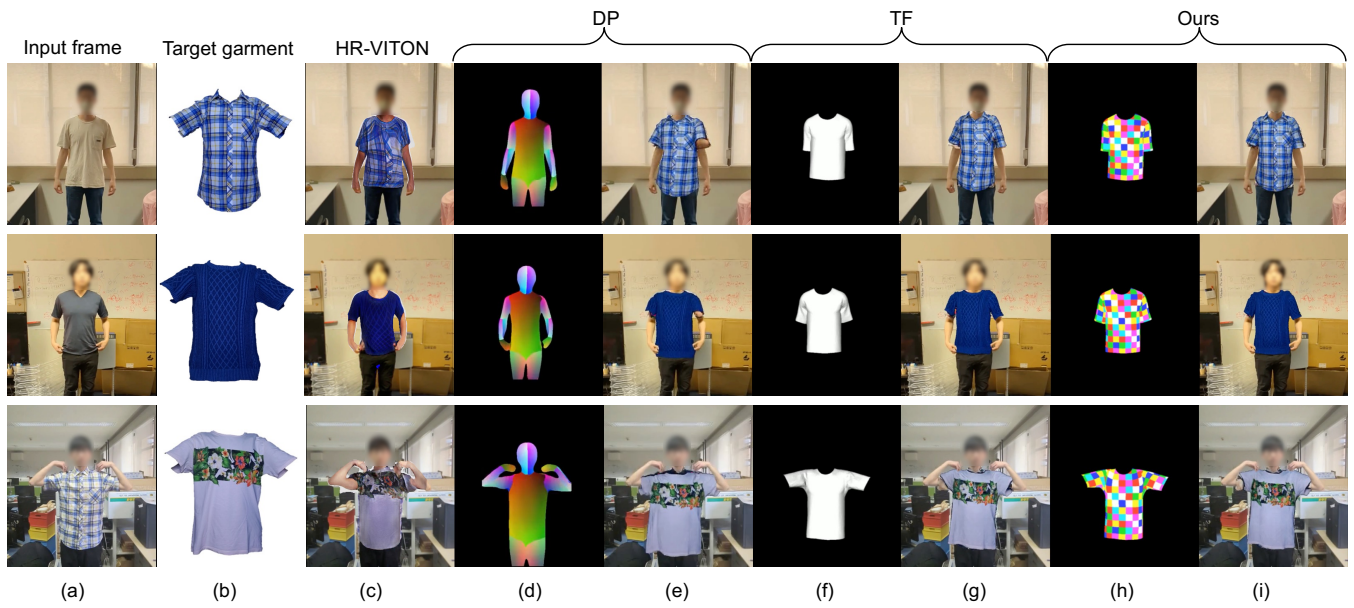 DP TF Ours
Input frame Target garment HR-VITON
(a) (b) (c) (d) (e) (f) (g) (h) (i)